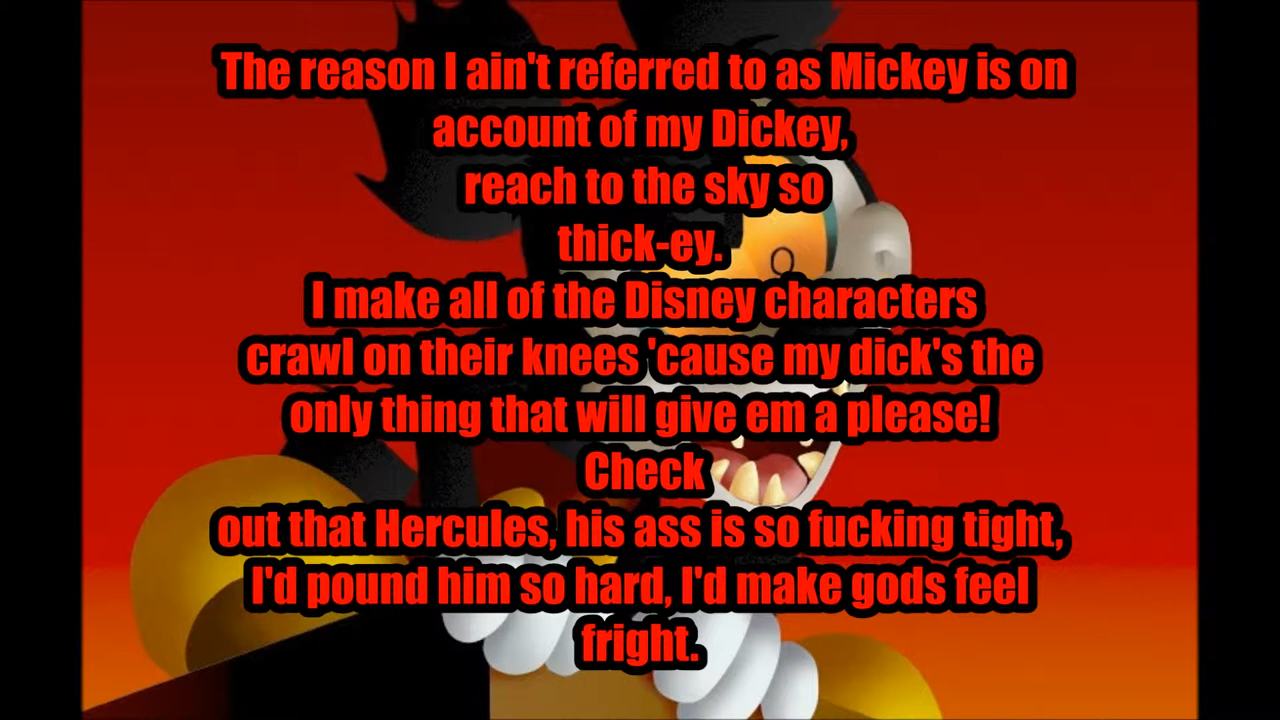 The reason I ain't referred to as Mickey is on
account of my Dickey,
reach to the sky so
thick-ey.
I make all of the Disney characters
crawl on their knees 'cause my dick's the
only thing that will give em a please!
Check
out that Hercules, his ass is so fucking tight,
I'd pound him so hard, I'd make gods feel
fright.